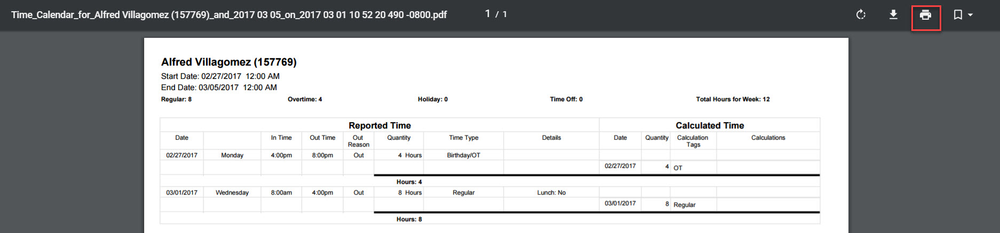 Time_Calendar_for_Alfred Villagomez (157769)_and_2017 03 05_on_2017 03 01 10 52 20 490 -0800.pdf 1 / 1
Alfred Villagomez (157769)
Start Date: 02/27/2017 12:00 AM
End Date: 03/05/2017 12:00 AM
Regular: 8 Overtime: 4 Holiday: 0 Time Off: 0 Total Hours for Week: 12
Reported Time Calculated Time
Date In Time Out Time Out Reason Quantity Time Type Details Date Quantity Calculation Tags Calculations
02/27/2017 Monday 4:00pm 8:00pm Out 4 Hours Birthday/OT
02/27/2017 4 OT
Hours: 4
03/01/2017 Wednesday 8:00am 4:00pm Out 8 Hours Regular Lunch: No
03/01/2017 8 Regular
Hours: 8